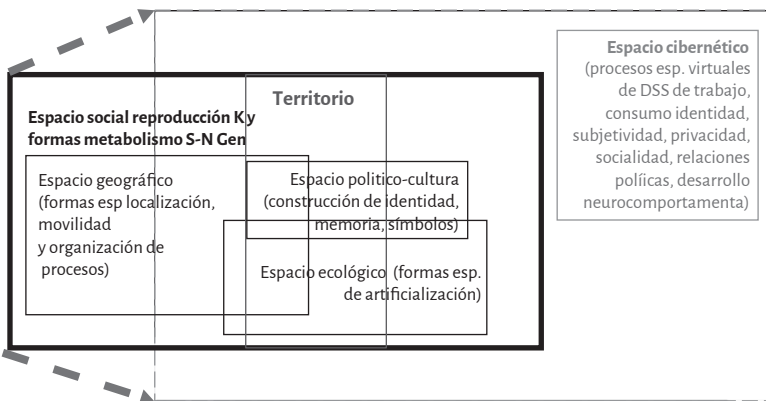 Espacio cibernético
(procesos esp. virtuales
de DSS de trabajo,
consumo identidad,
subjetividad, privacidad,
socialidad, relaciones
políicas, desarrollo
neurocomportamenta)
Territorio
Espacio social reproducción K y
formas metabolismo S-N Gen
Espacio geográfico
(formas esp localización,
movilidad
y organización de
procesos)
Espacio politico-cultura
(construcción de identidad,
memoria, símbolos)
Espacio ecológico (formas esp.
de artificialización)